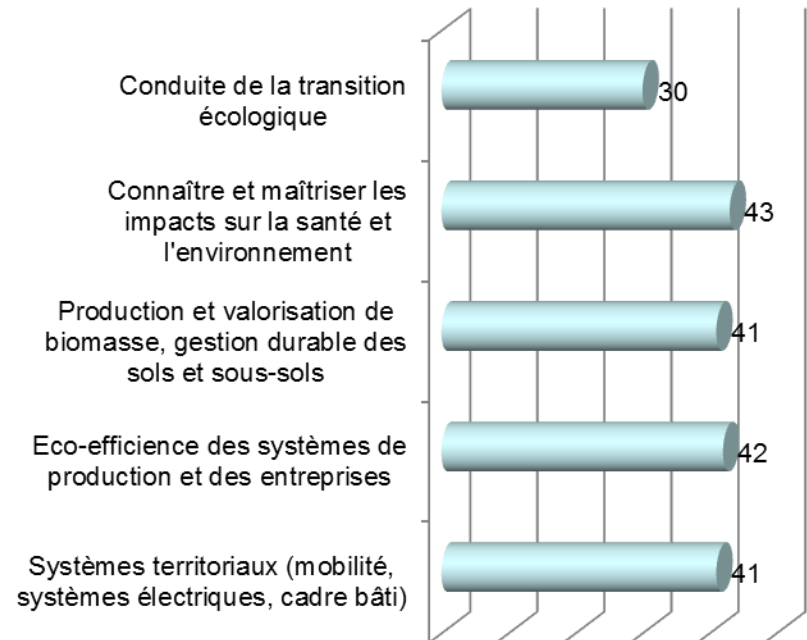 Conduite de la transition
écologique
30
Connaître et maîtriser les
impacts sur la santé et
l'environnement
43
Production et valorisation de
biomasse, gestion durable des
sols et sous-sols
41
Eco-efficience des systèmes de
production et des entreprises
42
Systèmes territoriaux (mobilité,
systèmes électriques, cadre bâti)
41